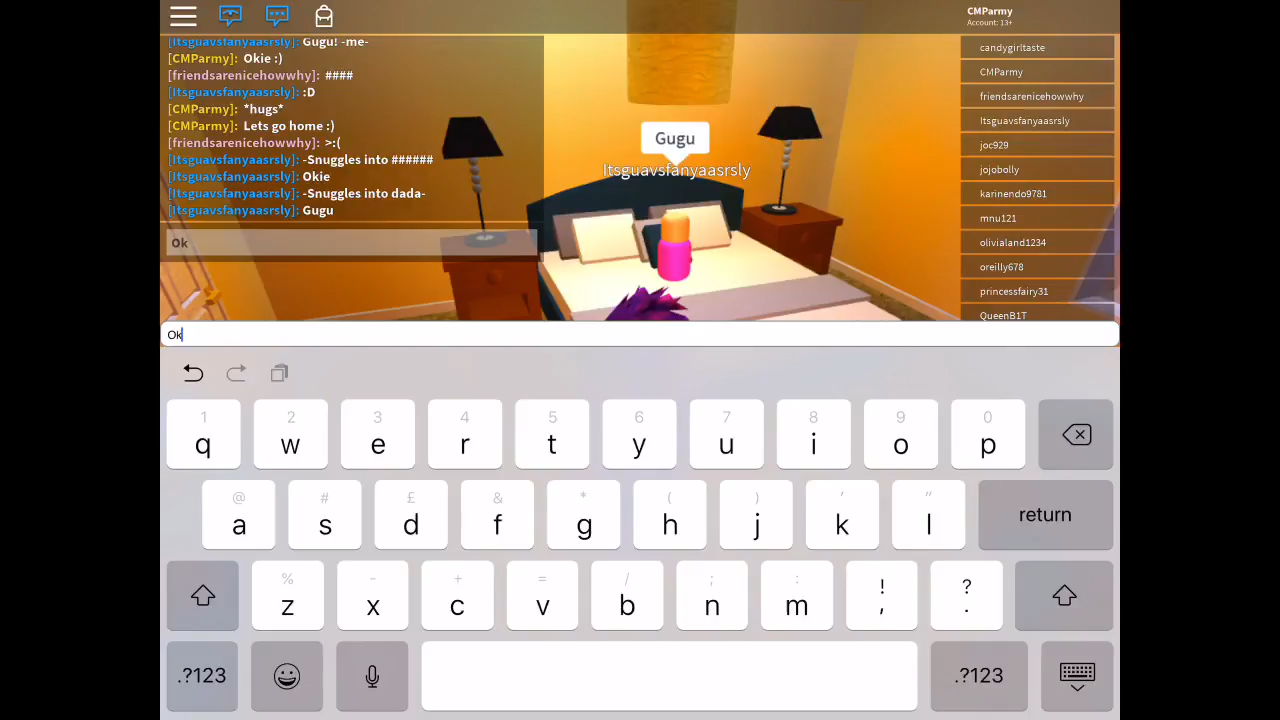 CMParmy
Account: 13+
[Itsguavsfanyaasrsly]: Gugu! -me-
[CMParmy]: Okie :)
[friendsarenicehowwhy]: ####
[Itsguavsfanyaasrsly]: :D
[CMParmy]: *hugs*
[CMParmy]: Lets go home :)
[friendsarenicehowwhy]: >:(
[Itsguavsfanyaasrsly]: -Snuggles into ######
[Itsguavsfanyaasrsly]: Okie
[Itsguavsfanyaasrsly]: -Snuggles into dada-
[Itsguavsfanyaasrsly]: Gugu
Ok
Gugu
Itsguavsfanyaasrsly
candygirltaste
CMParmy
friendsarenicehowwhy
Itsguavsfanyaasrsly
joc929
jojobolly
karinendo9781
mnu121
olivialand1234
oreilly678
princessfairy31
QueenB1T
Ok
1 2 3 4 5 6 7 8 9 0
q w e r t y u i o p
@ # £ & * ( ) ' "
a s d f g h j k l return
% - + = / ; : ! ?
z x c v b n m , .
.?123 .?123